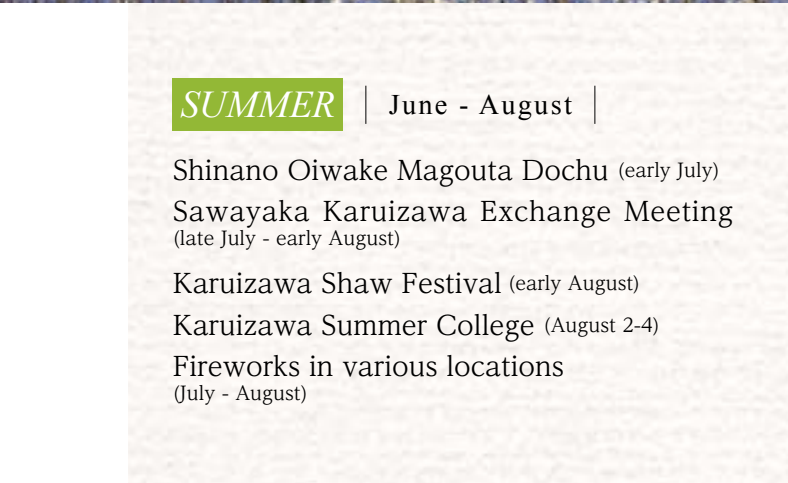 SUMMER | June - August |
Shinano Oiwake Magouta Dochu (early July)
Sawayaka Karuizawa Exchange Meeting
(late July - early August)
Karuizawa Shaw Festival (early August)
Karuizawa Summer College (August 2-4)
Fireworks in various locations
(July - August)